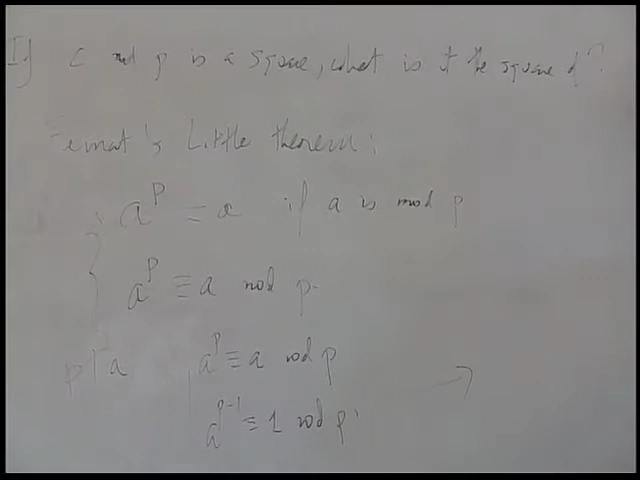 If c mod p is a square, what is it the square of?
Fermat's Little theorem:
a^p = a if a is mod p
a^p ≡ a mod p.
p∤a a^p ≡ a mod p
a^{p-1} ≡ 1 mod p.